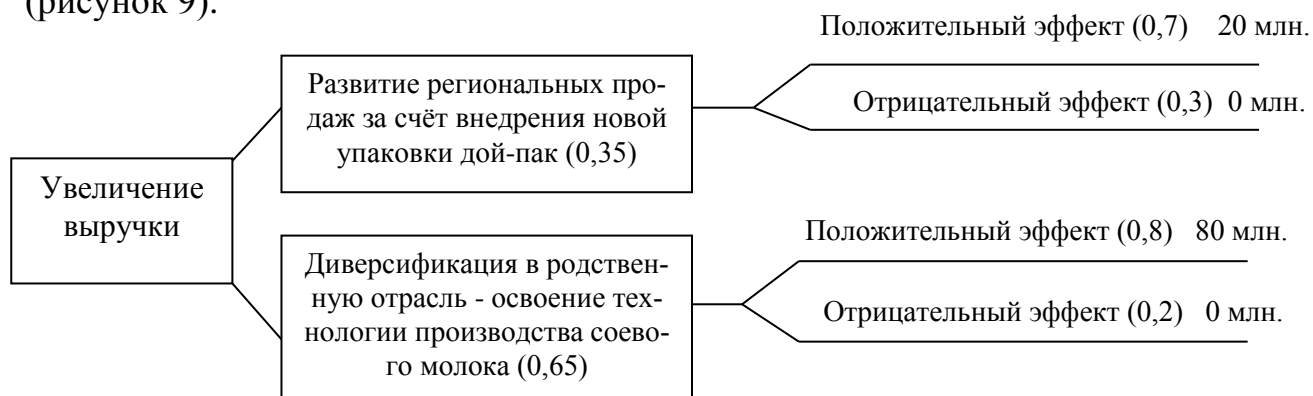 (рисунок 9).
Положительный эффект (0,7) 20 млн.
Развитие региональных про-
даж за счёт внедрения новой
упаковки дой-пак (0,35)
Отрицательный эффект (0,3) 0 млн.
Увеличение
выручки
Положительный эффект (0,8) 80 млн.
Диверсификация в родствен-
ную отрасль - освоение тех-
нологии производства соево-
го молока (0,65)
Отрицательный эффект (0,2) 0 млн.